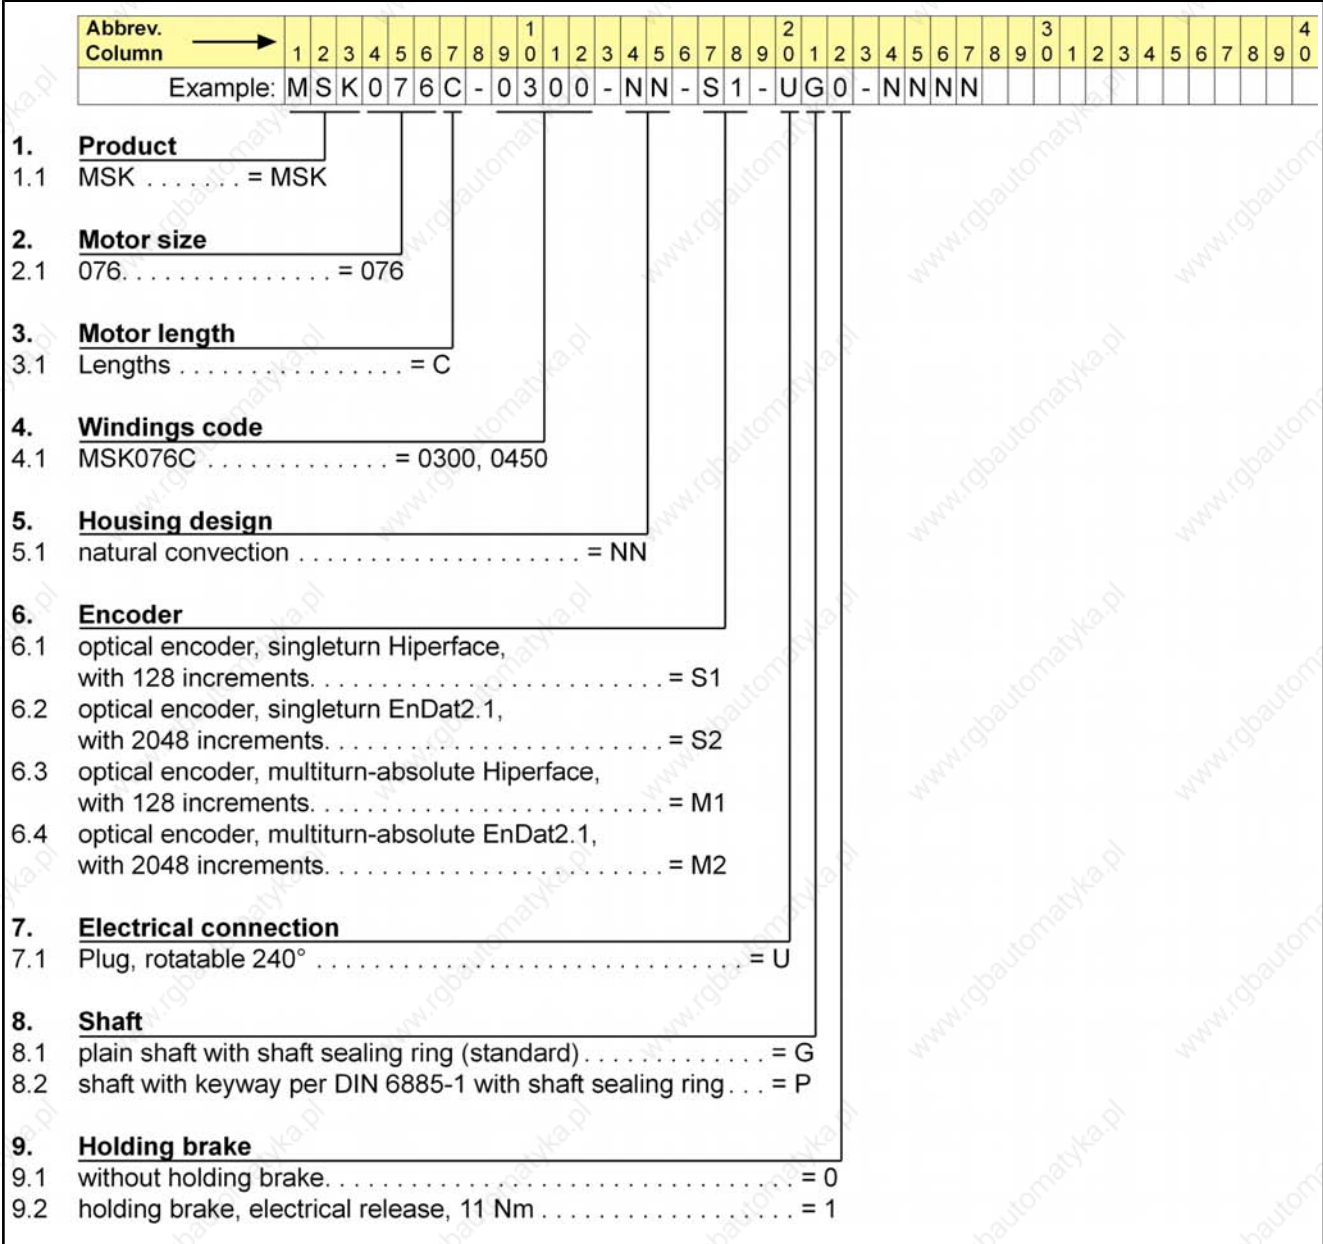 Abbrev. 1 2 3 4
Column 1 2 3 4 5 6 7 8 9 0 1 2 3 4 5 6 7 8 9 0 1 2 3 4 5 6 7 8 9 0 1 2 3 4 5 6 7 8 9 0
Example: M S K 0 7 6 C - 0 3 0 0 - N N - S 1 - U G 0 - N N N N
1. Product
1.1 MSK . . . . . . . = MSK
2. Motor size
2.1 076. . . . . . . . . . . . . . . = 076
3. Motor length
3.1 Lengths . . . . . . . . . . . . . . . . = C
4. Windings code
4.1 MSK076C . . . . . . . . . . . . . = 0300, 0450
5. Housing design
5.1 natural convection . . . . . . . . . . . . . . . . . . . . = NN
6. Encoder
6.1 optical encoder, singleturn Hiperface,
with 128 increments. . . . . . . . . . . . . . . . . . . . . . . . . = S1
6.2 optical encoder, singleturn EnDat2.1,
with 2048 increments. . . . . . . . . . . . . . . . . . . . . . . . = S2
6.3 optical encoder, multiturn-absolute Hiperface,
with 128 increments. . . . . . . . . . . . . . . . . . . . . . . . . = M1
6.4 optical encoder, multiturn-absolute EnDat2.1,
with 2048 increments. . . . . . . . . . . . . . . . . . . . . . . . = M2
7. Electrical connection
7.1 Plug, rotatable 240° . . . . . . . . . . . . . . . . . . . . . . . . . . . . . . = U
8. Shaft
8.1 plain shaft with shaft sealing ring (standard) . . . . . . . . . . . . . = G
8.2 shaft with keyway per DIN 6885-1 with shaft sealing ring . . . = P
9. Holding brake
9.1 without holding brake. . . . . . . . . . . . . . . . . . . . . . . . . . . . . . . . . = 0
9.2 holding brake, electrical release, 11 Nm . . . . . . . . . . . . . . . . . . = 1
www.rgbautomatyka.pl